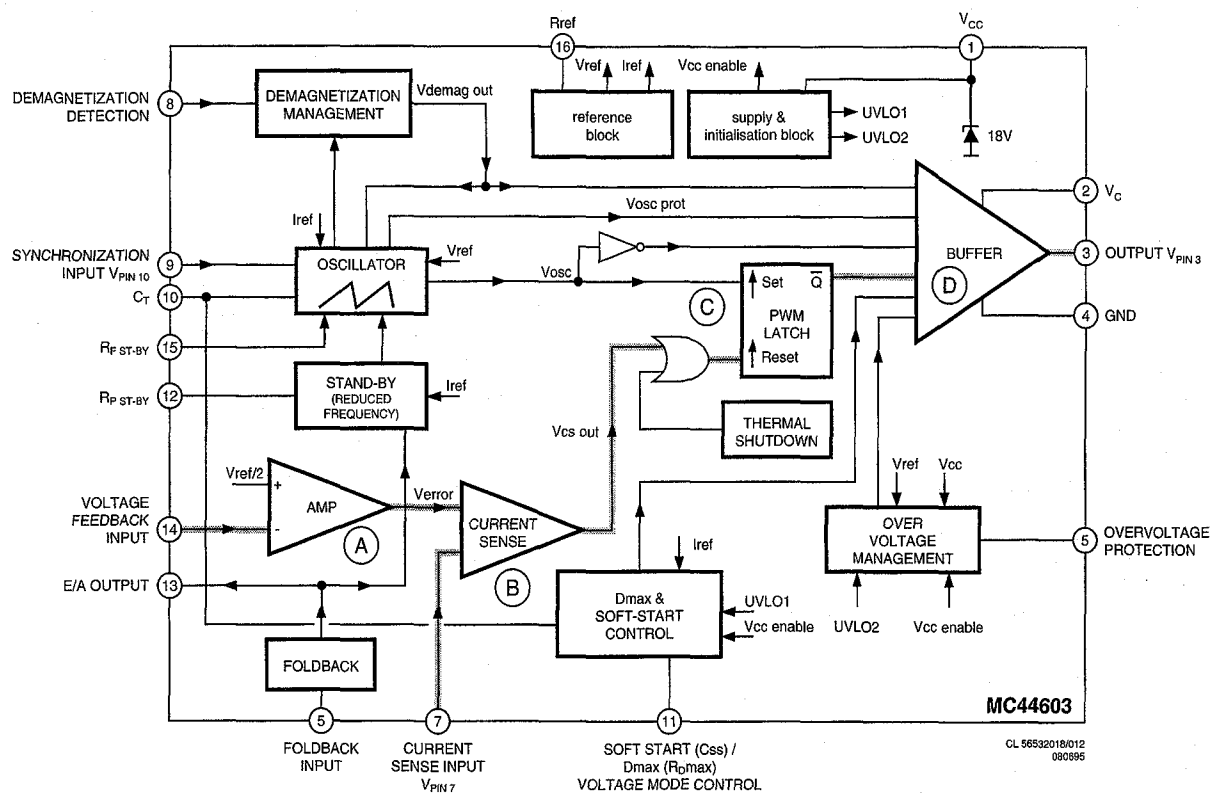 Rref
VCC
16
1
Vref
Iref
Vcc enable
DEMAGNETIZATION
DETECTION
8
DEMAGNETIZATION
MANAGEMENT
Vdemag out
reference
block
supply &
initialisation block
UVLO1
UVLO2
18V
2
VC
Iref
Vosc prot
SYNCHRONIZATION
INPUT VPIN 10
9
OSCILLATOR
Vref
BUFFER
3
OUTPUT VPIN 3
Vosc
CT
10
Set
Q̅
D
C
PWM
LATCH
4
GND
RF ST-BY
15
Reset
RP ST-BY
12
STAND-BY
(REDUCED
FREQUENCY)
Iref
THERMAL
SHUTDOWN
Vcs out
Vref/2
+
AMP
-
Verror
Vref
Vcc
VOLTAGE
FEEDBACK
INPUT
14
A
CURRENT
SENSE
B
OVER
VOLTAGE
MANAGEMENT
5
OVERVOLTAGE
PROTECTION
E/A OUTPUT
13
Iref
Dmax &
SOFT-START
CONTROL
UVLO1
Vcc enable
UVLO2
Vcc enable
FOLDBACK
MC44603
5
7
11
FOLDBACK
INPUT
CURRENT
SENSE INPUT
VPIN 7
SOFT START (Css) /
Dmax (RDmax)
VOLTAGE MODE CONTROL
CL 56532018/012
080695